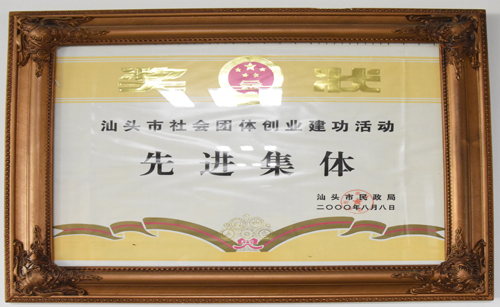 奖状
汕头市社会团体创业建功活动
先进集体
汕头市民政局
二〇〇〇年八月八日